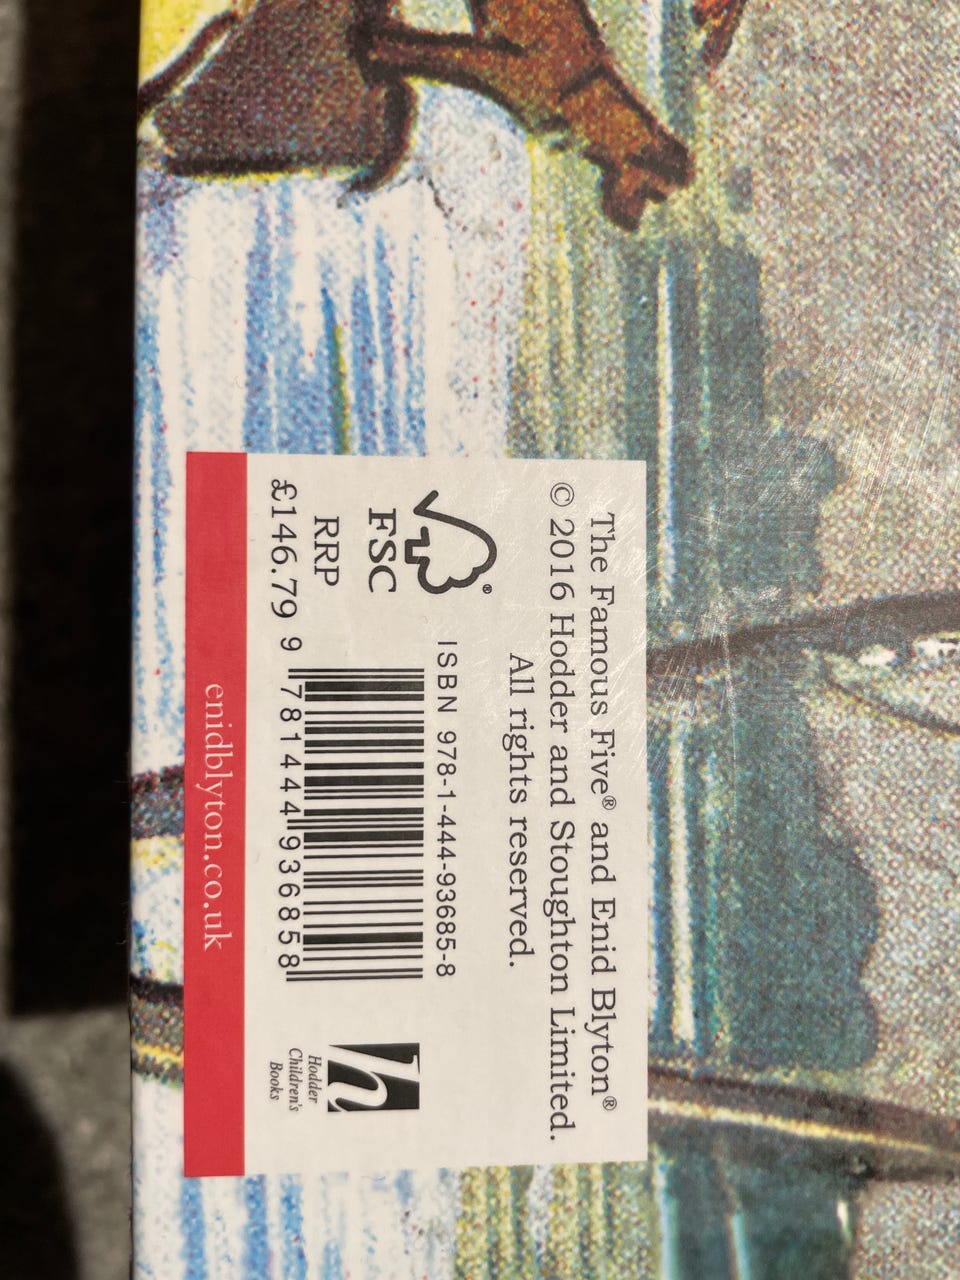 The Famous Five® and Enid Blyton®
© 2016 Hodder and Stoughton Limited.
All rights reserved.
FSC®
RRP
£146.79
ISBN 978-1-444-93685-8
9 781444 936858
h
Hodder
Children's
Books
enidblyton.co.uk